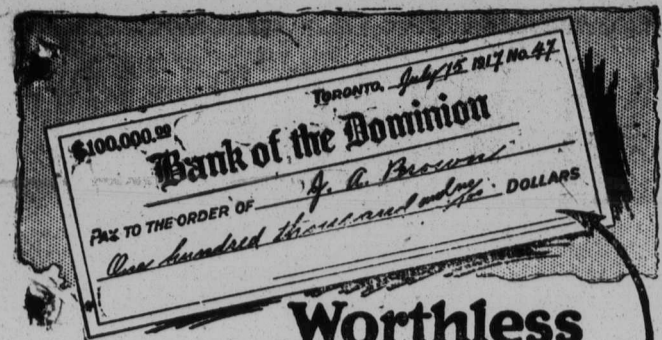 TORONTO, July 15 1917 No. 47
$100,000.00
Bank of the Dominion
PAY TO THE ORDER OF J. A. Brown
One hundred thousand and no/100 DOLLARS
Worthless